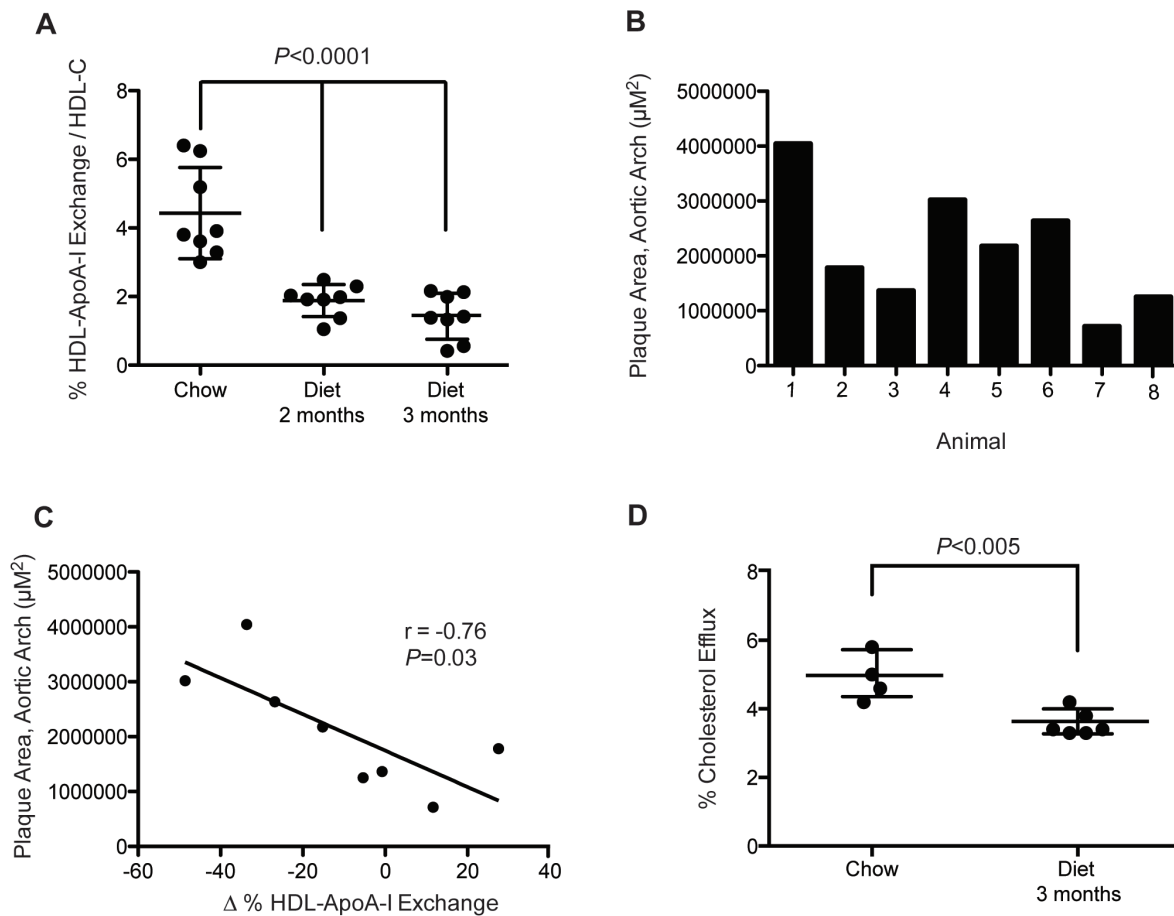 A
P<0.0001
% HDL-ApoA-I Exchange / HDL-C
8
6
4
2
0
Chow
Diet
2 months
Diet
3 months
B
Plaque Area, Aortic Arch (µM²)
5000000
4000000
3000000
2000000
1000000
0
1 2 3 4 5 6 7 8
Animal
C
Plaque Area, Aortic Arch (µM²)
5000000
4000000
3000000
2000000
1000000
0
r = -0.76
P=0.03
-60 -40 -20 0 20 40
Δ % HDL-ApoA-I Exchange
D
P<0.005
% Cholesterol Efflux
8
6
4
2
0
Chow
Diet
3 months